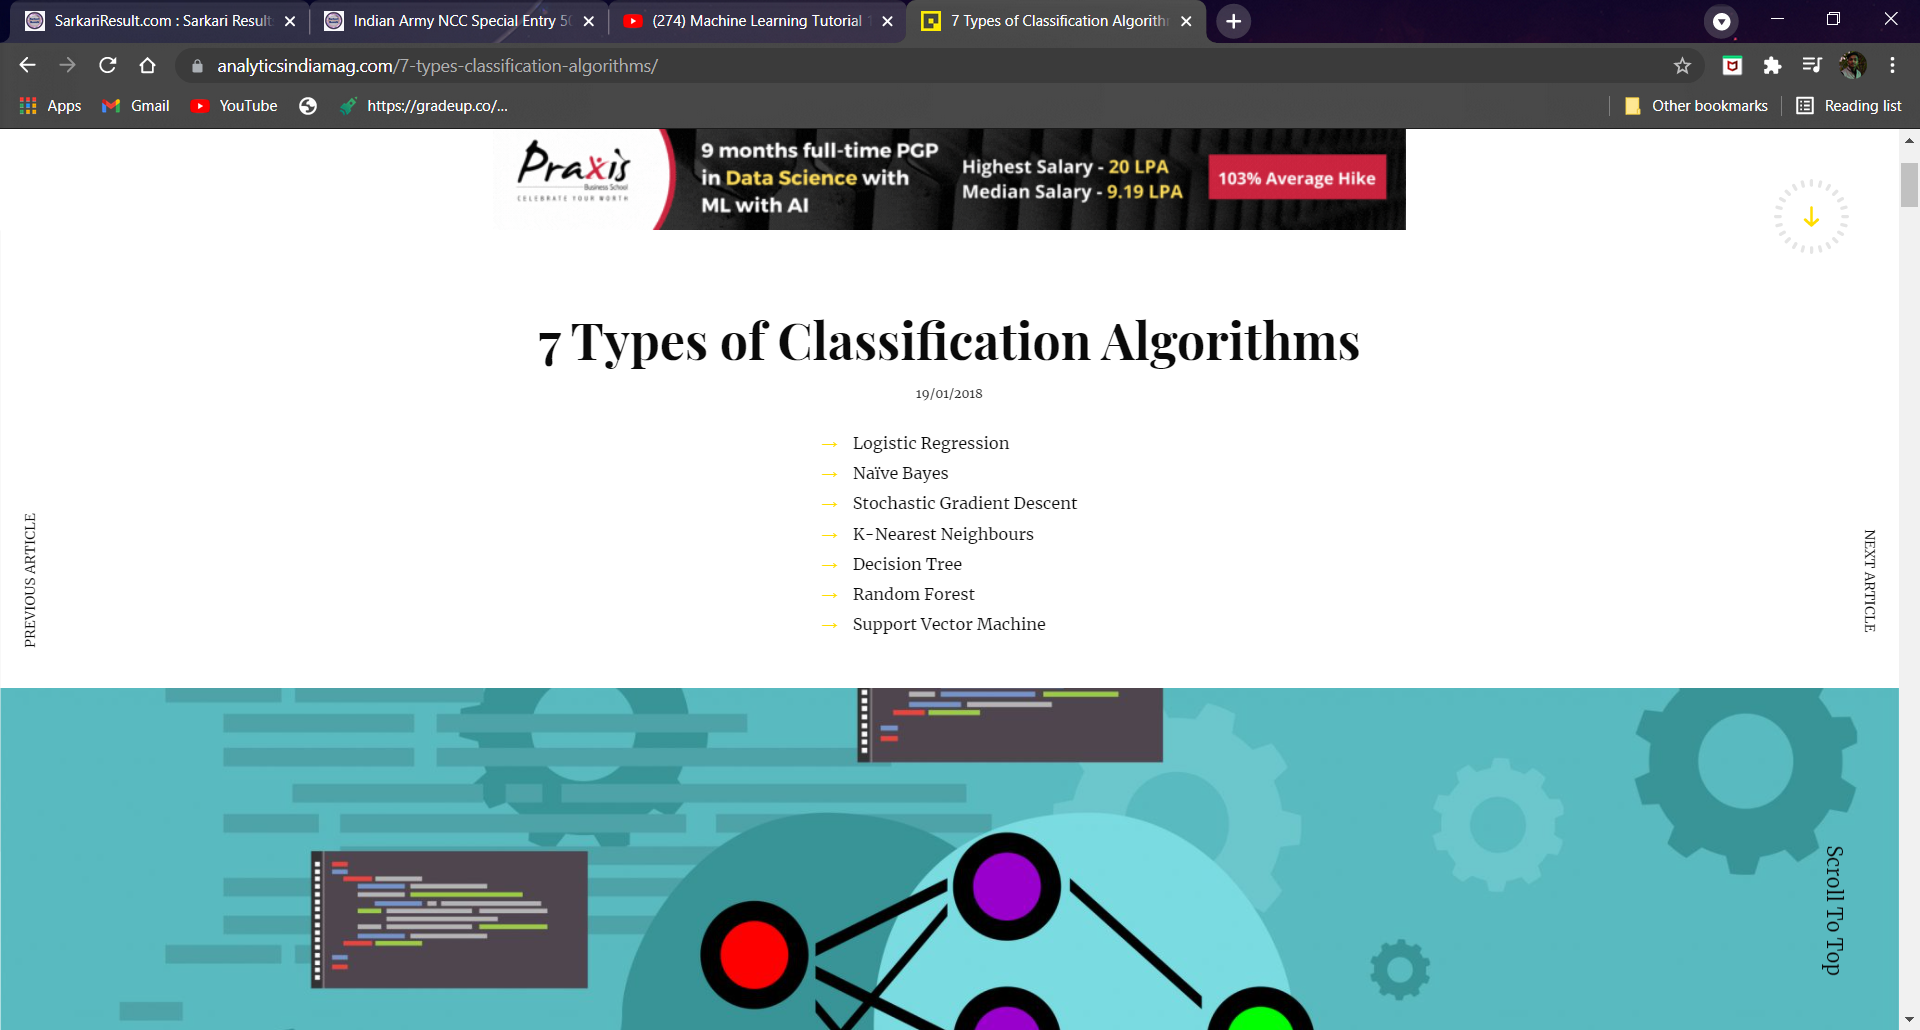 SarkariResult.com : Sarkari Result
Indian Army NCC Special Entry 50
(274) Machine Learning Tutorial
7 Types of Classification Algorith
analyticsindiamag.com/7-types-classification-algorithms/
Apps
Gmail
YouTube
https://gradeup.co/...
Other bookmarks
Reading list
Praxis
Business School
CELEBRATE YOUR WORTH
9 months full-time PGP
in Data Science with
ML with AI
Highest Salary - 20 LPA
Median Salary - 9.19 LPA
103% Average Hike
7 Types of Classification Algorithms
19/01/2018
→ Logistic Regression
→ Naïve Bayes
→ Stochastic Gradient Descent
→ K-Nearest Neighbours
→ Decision Tree
→ Random Forest
→ Support Vector Machine
PREVIOUS ARTICLE
NEXT ARTICLE
Scroll To Top